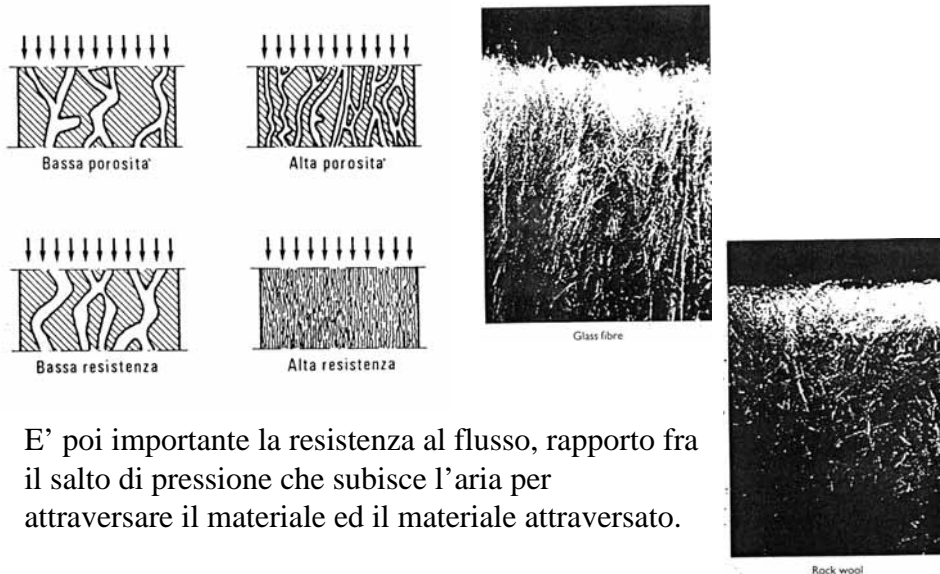 Bassa porosita'
Alta porosita'
Bassa resistenza
Alta resistenza
Glass fibre
Rock wool
E' poi importante la resistenza al flusso, rapporto fra
il salto di pressione che subisce l'aria per
attraversare il materiale ed il materiale attraversato.